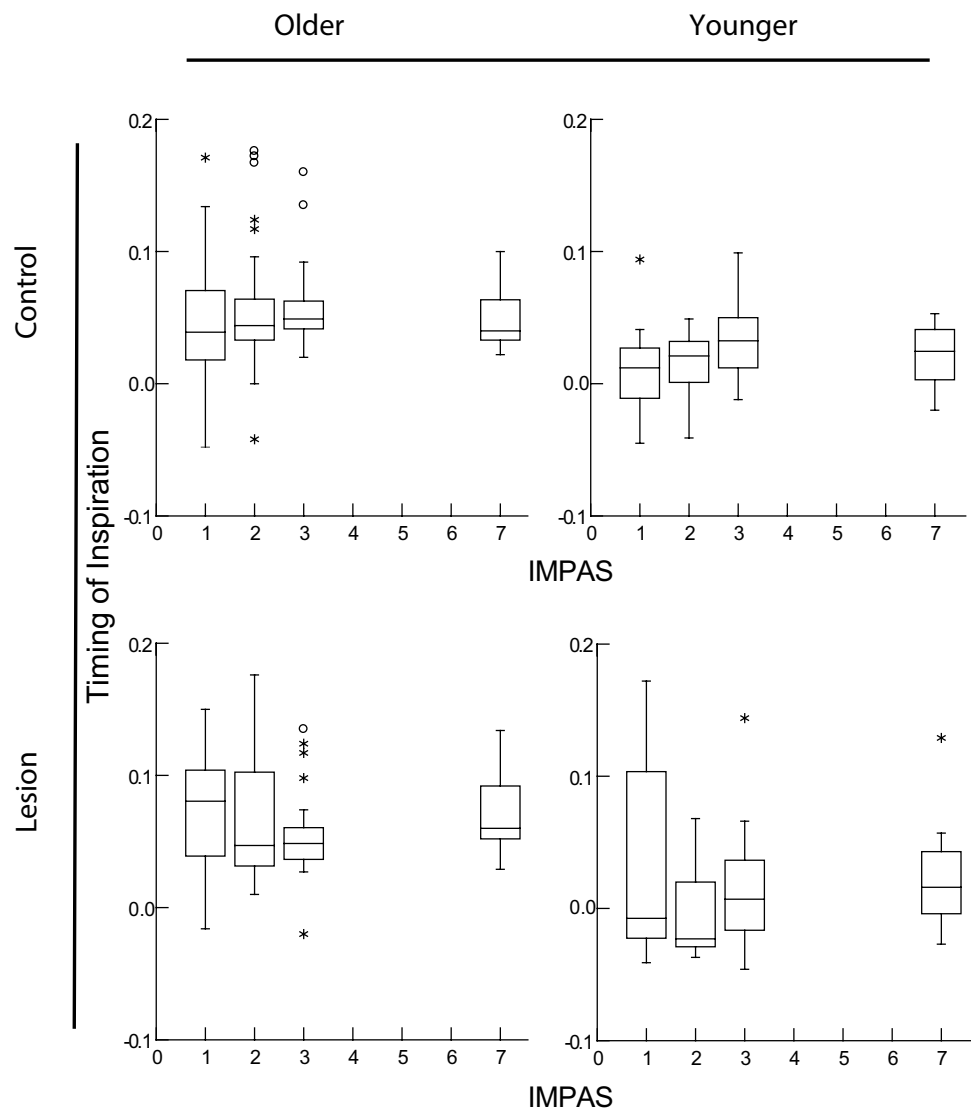 Older Younger
Control
Lesion
Timing of Inspiration
0.2 0.2
0.1 0.1
0.0 0.0
-0.1 -0.1
0 1 2 3 4 5 6 7 0 1 2 3 4 5 6 7
IMPAS
0.2 0.2
0.1 0.1
0.0 0.0
-0.1 -0.1
0 1 2 3 4 5 6 7 0 1 2 3 4 5 6 7
IMPAS